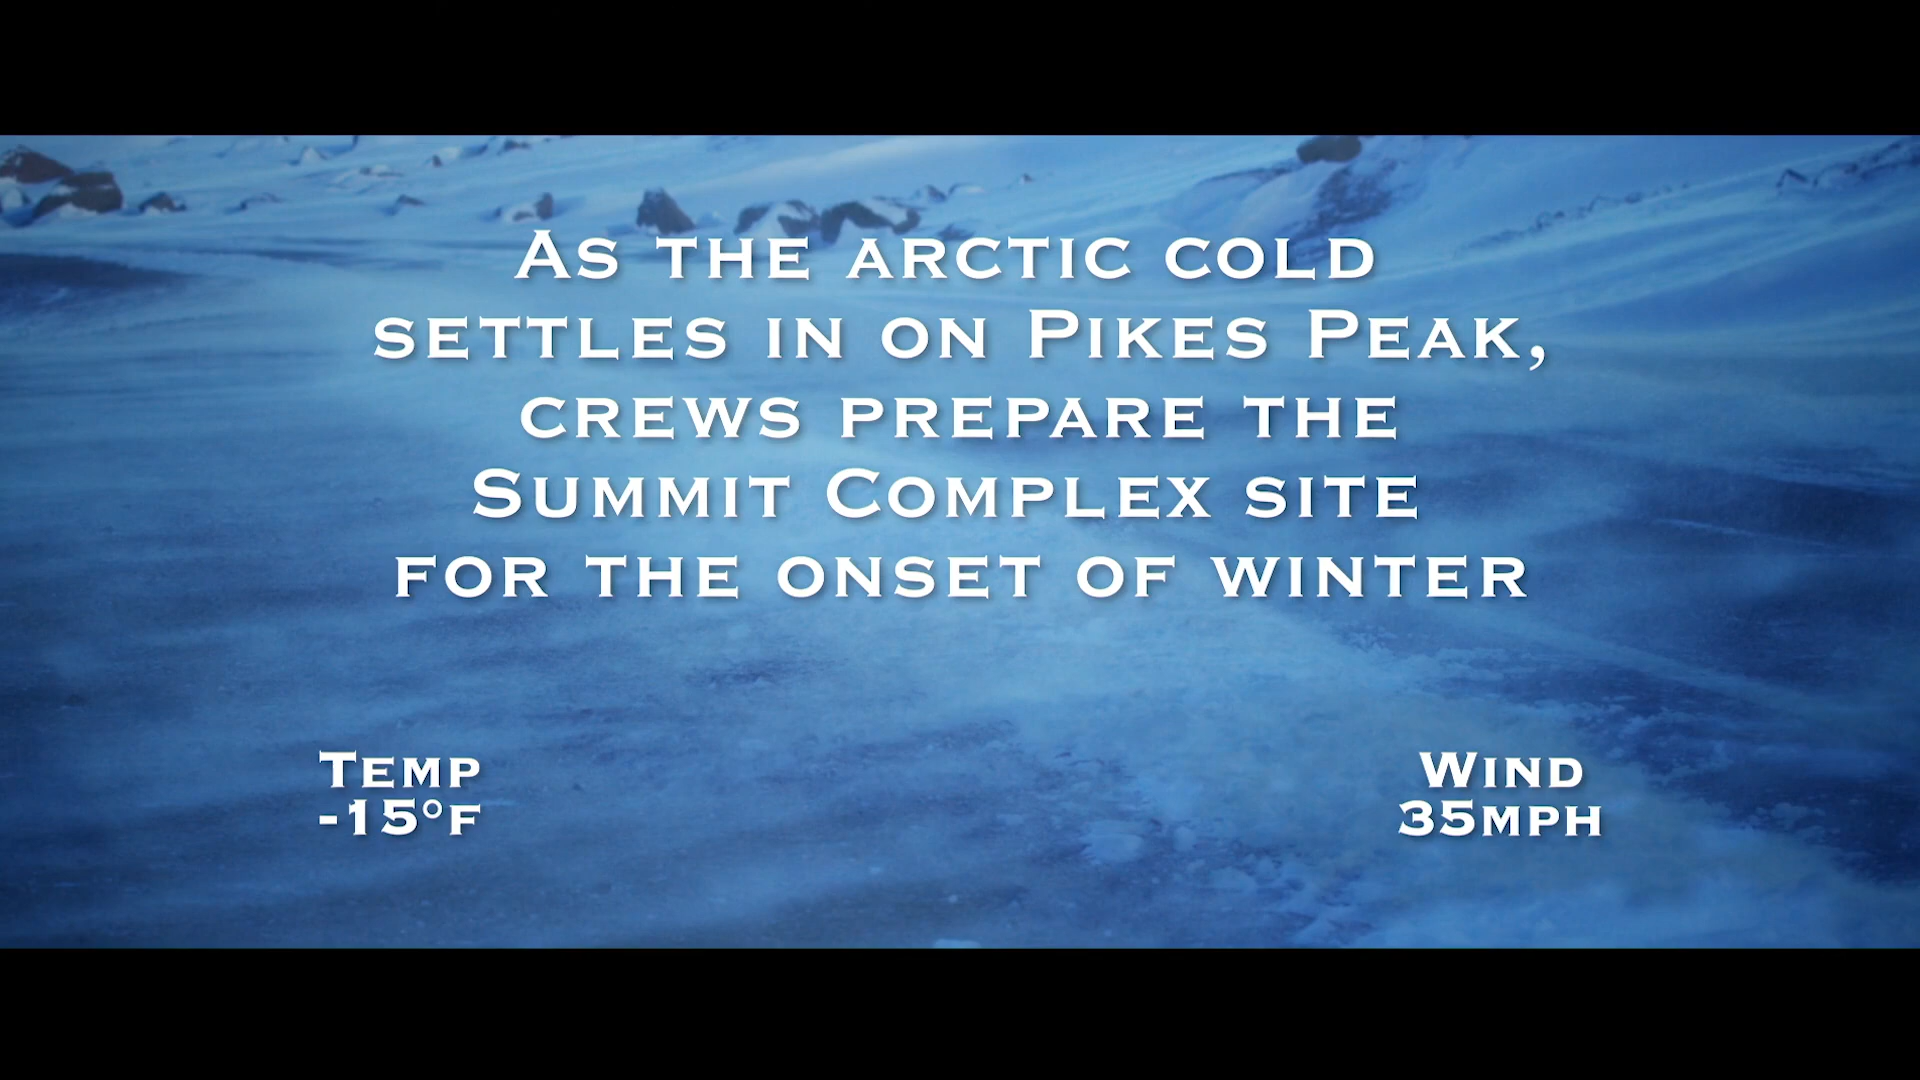 As the arctic cold
settles in on Pikes Peak,
crews prepare the
Summit Complex site
for the onset of winter
Temp
-15°F
Wind
35mph